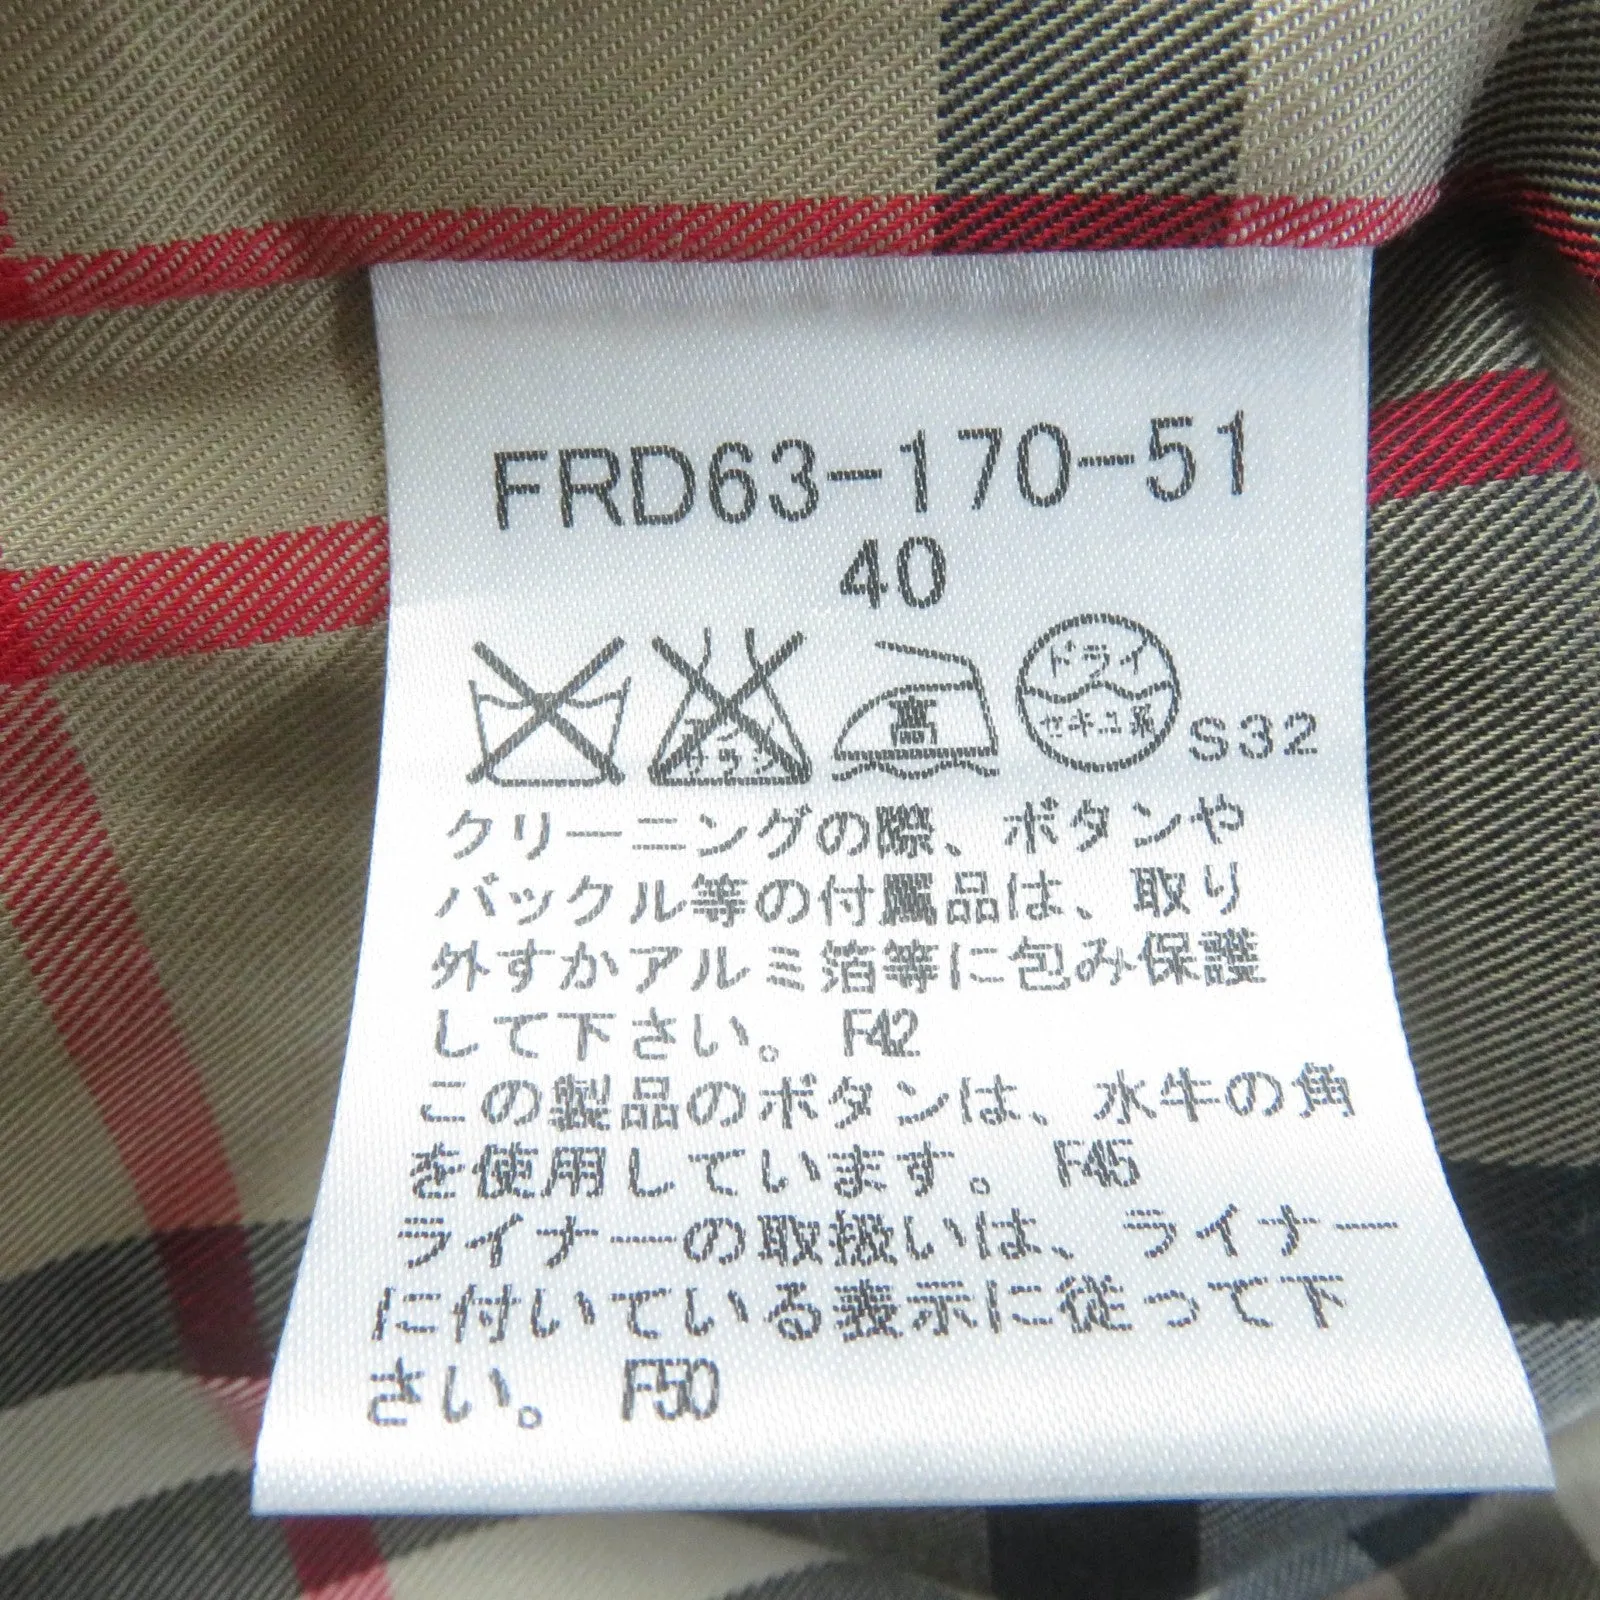 FRD63-170-51
40
高
ドライ
セキユ系
S32
クリーニングの際、ボタンや
バックル等の付属品は、取り
外すかアルミ箔等に包み保護
して下さい。 F42
この製品のボタンは、水牛の角
を使用しています。 F45
ライナーの取扱いは、ライナー
に付いている表示に従って下
さい。 F50